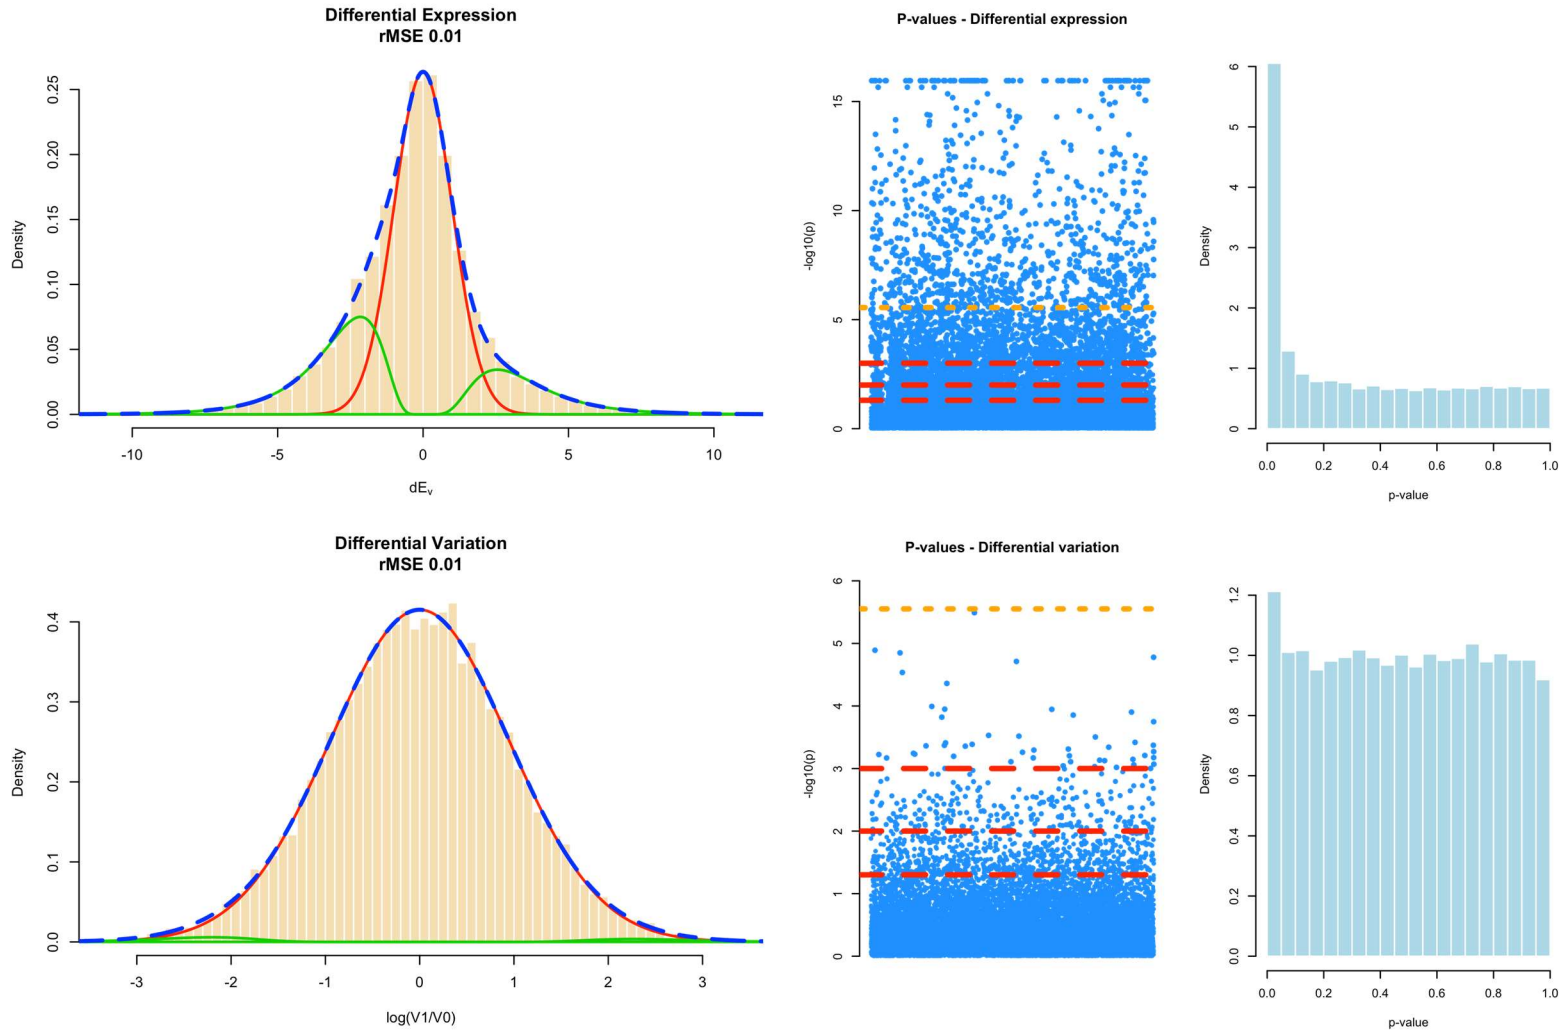 Differential Expression
rMSE 0.01
Density
0.00 0.05 0.10 0.15 0.20 0.25
-10 -5 0 5 10
dEᵥ
P-values - Differential expression
-log10(p)
0 5 10 15
Density
0 1 2 3 4 5 6
0.0 0.2 0.4 0.6 0.8 1.0
p-value
Differential Variation
rMSE 0.01
Density
0.0 0.1 0.2 0.3 0.4
-3 -2 -1 0 1 2 3
log(V1/V0)
P-values - Differential variation
-log10(p)
0 1 2 3 4 5 6
Density
0.0 0.2 0.4 0.6 0.8 1.0 1.2
0.0 0.2 0.4 0.6 0.8 1.0
p-value